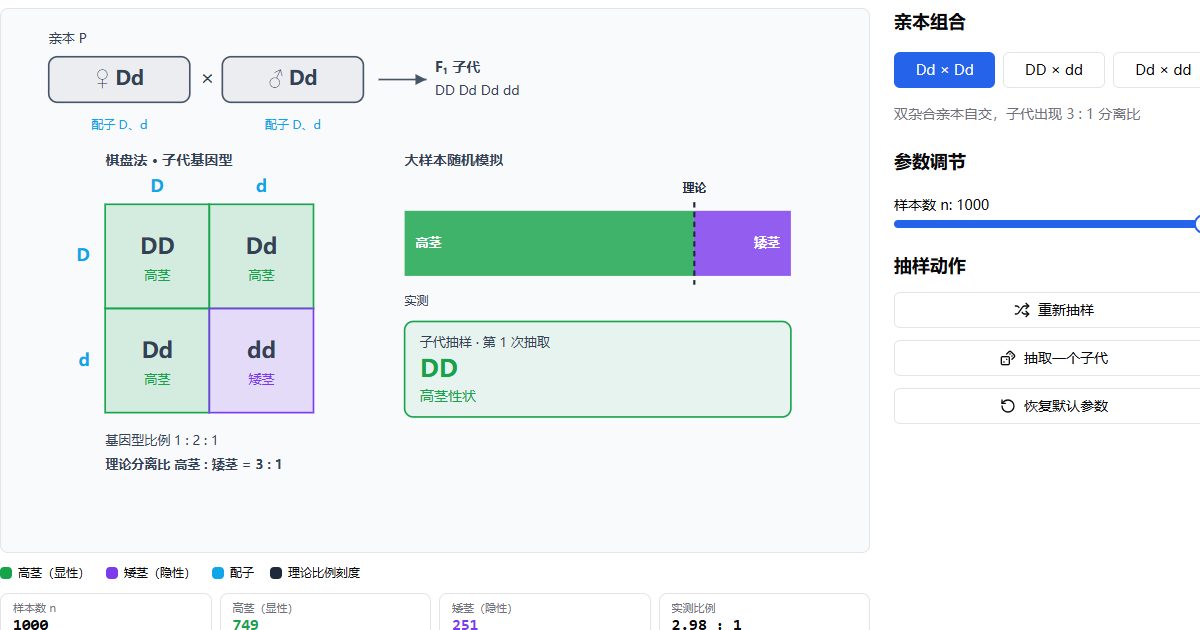 亲本 P
♀ Dd
×
♂ Dd
F₁ 子代
DD Dd Dd dd
配子 D、d
配子 D、d
棋盘法 • 子代基因型
D
d
D
DD
高茎
Dd
高茎
d
Dd
高茎
dd
矮茎
基因型比例 1 : 2 : 1
理论分离比 高茎 : 矮茎 = 3 : 1
大样本随机模拟
理论
高茎
矮茎
实测
子代抽样 · 第 1 次抽取
DD
高茎性状
高茎（显性）
矮茎（隐性）
配子
理论比例刻度
样本数 n
1000
高茎（显性）
749
矮茎（隐性）
251
实测比例
2.98 : 1
亲本组合
Dd × Dd
DD × dd
Dd × dd
双杂合亲本自交，子代出现 3 : 1 分离比
参数调节
样本数 n: 1000
抽样动作
重新抽样
抽取一个子代
恢复默认参数